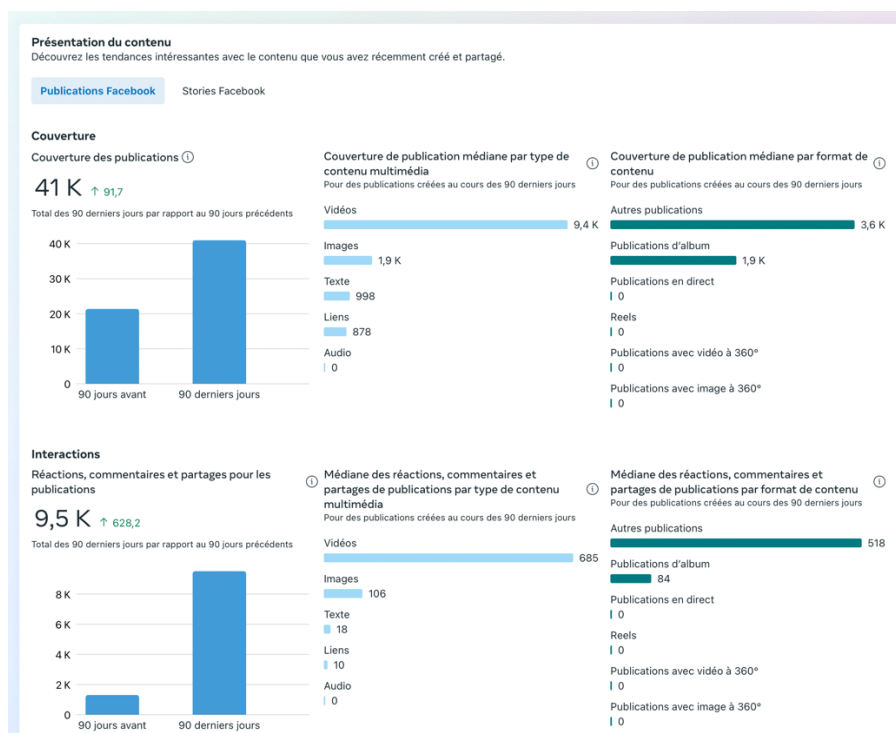 Présentation du contenu
Découvrez les tendances intéressantes avec le contenu que vous avez récemment créé et partagé.
Publications Facebook
Stories Facebook
Couverture
Couverture des publications
41 K ↑ 91,7
Total des 90 derniers jours par rapport au 90 jours précédents
40 K
30 K
20 K
10 K
0
90 jours avant
90 derniers jours
Couverture de publication médiane par type de
contenu multimédia
Pour des publications créées au cours des 90 derniers jours
Vidéos
9,4 K
Images
1,9 K
Texte
998
Liens
878
Audio
0
Couverture de publication médiane par format de
contenu
Pour des publications créées au cours des 90 derniers jours
Autres publications
3,6 K
Publications d'album
1,9 K
Publications en direct
0
Reels
0
Publications avec vidéo à 360°
0
Publications avec image à 360°
0
Interactions
Réactions, commentaires et partages pour les
publications
9,5 K ↑ 628,2
Total des 90 derniers jours par rapport au 90 jours précédents
8 K
6 K
4 K
2 K
0
90 jours avant
90 derniers jours
Médiane des réactions, commentaires et
partages de publications par type de contenu
multimédia
Pour des publications créées au cours des 90 derniers jours
Vidéos
685
Images
106
Texte
18
Liens
10
Audio
0
Médiane des réactions, commentaires et
partages de publications par format de contenu
Pour des publications créées au cours des 90 derniers jours
Autres publications
518
Publications d'album
84
Publications en direct
0
Reels
0
Publications avec vidéo à 360°
0
Publications avec image à 360°
0